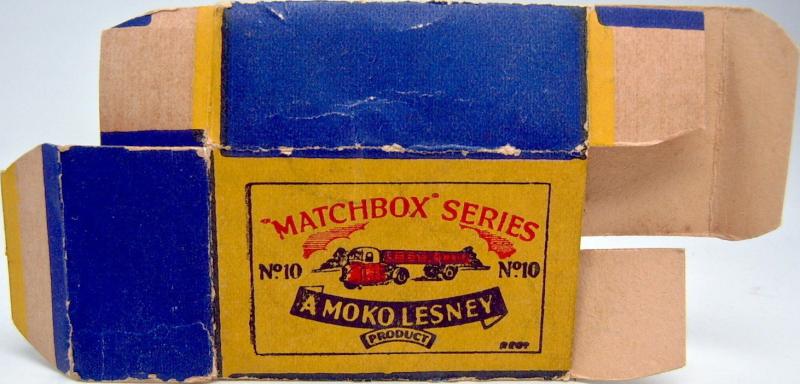 "MATCHBOX" SERIES
No10 No10
A MOKO LESNEY
PRODUCT